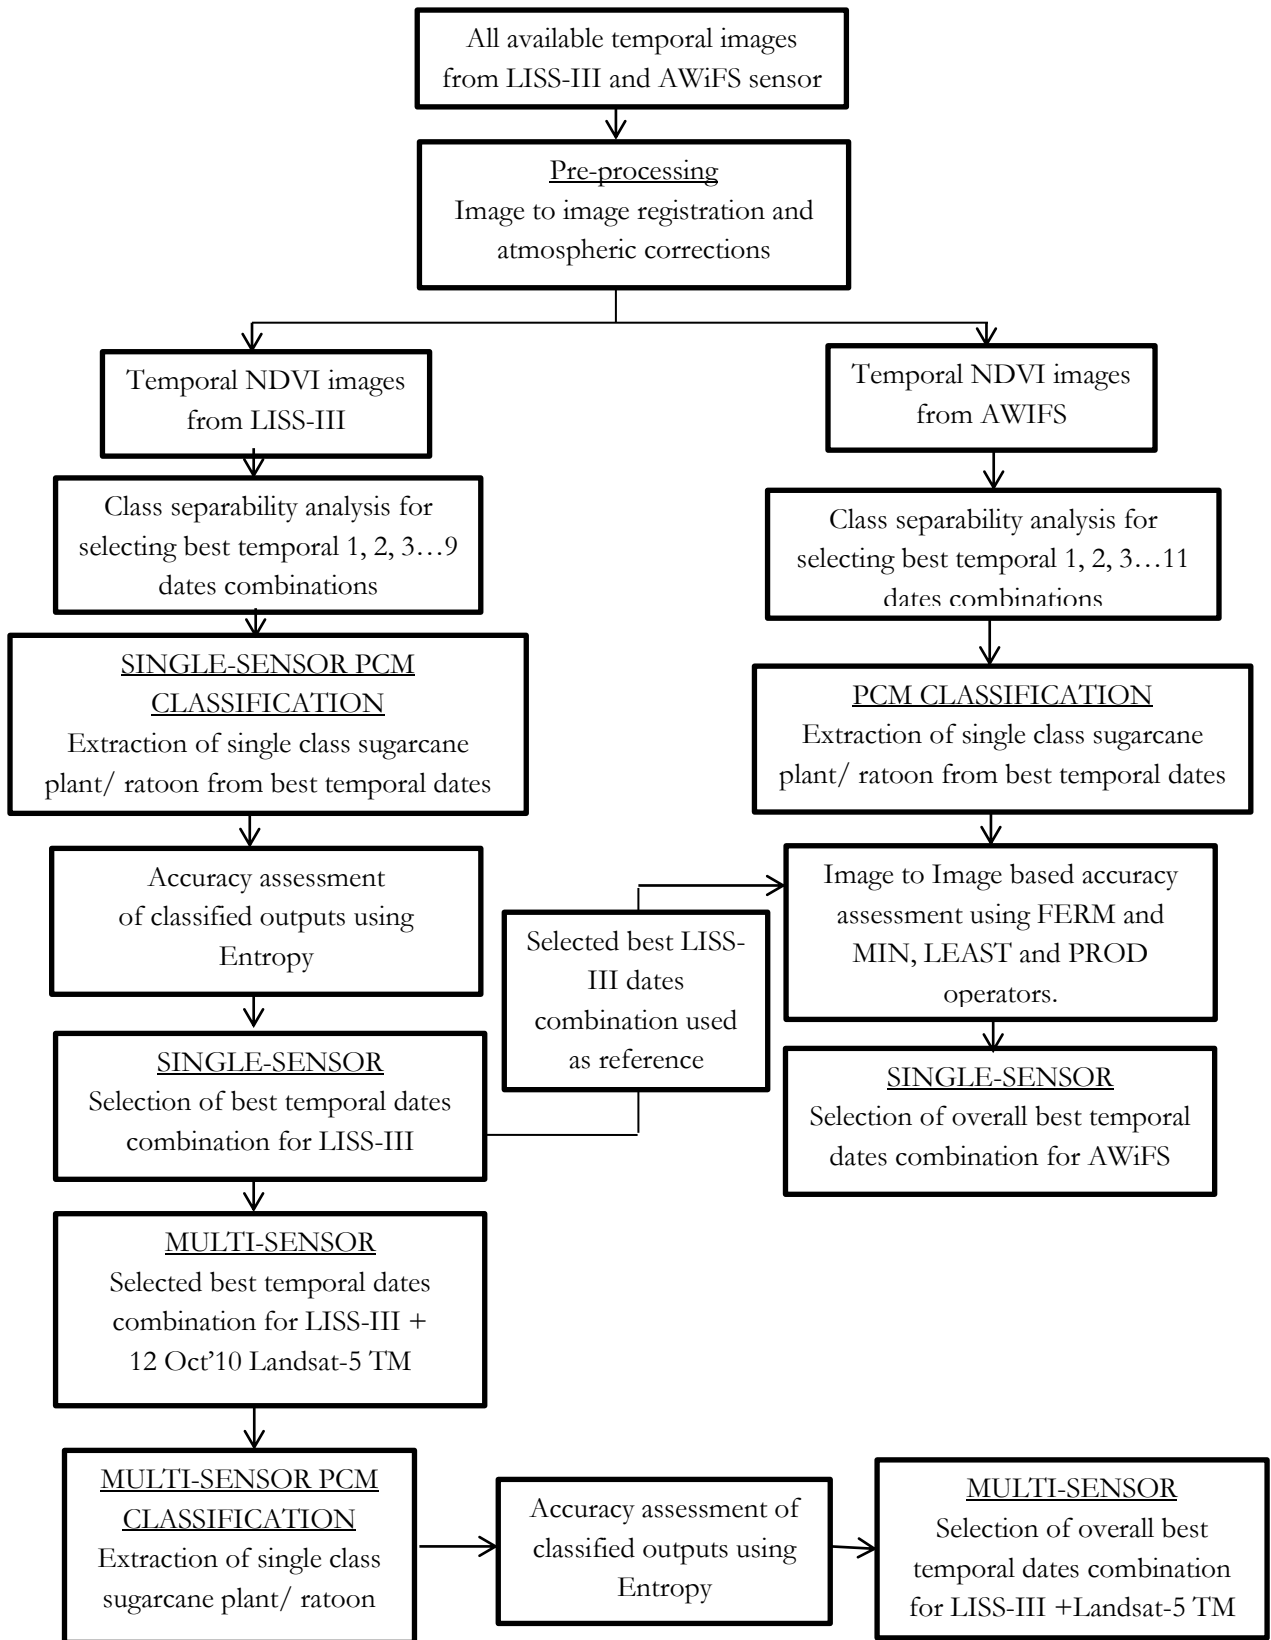 All available temporal images
from LISS-III and AWiFS sensor
Pre-processing
Image to image registration and
atmospheric corrections
Temporal NDVI images
from LISS-III
Temporal NDVI images
from AWIFS
Class separability analysis for
selecting best temporal 1, 2, 3…9
dates combinations
Class separability analysis for
selecting best temporal 1, 2, 3…11
dates combinations
SINGLE-SENSOR PCM
CLASSIFICATION
Extraction of single class sugarcane
plant/ ratoon from best temporal dates
PCM CLASSIFICATION
Extraction of single class sugarcane
plant/ ratoon from best temporal dates
Accuracy assessment
of classified outputs using
Entropy
Selected best LISS-
III dates
combination used
as reference
Image to Image based accuracy
assessment using FERM and
MIN, LEAST and PROD
operators.
SINGLE-SENSOR
Selection of best temporal dates
combination for LISS-III
SINGLE-SENSOR
Selection of overall best temporal
dates combination for AWiFS
MULTI-SENSOR
Selected best temporal dates
combination for LISS-III +
12 Oct’10 Landsat-5 TM
MULTI-SENSOR PCM
CLASSIFICATION
Extraction of single class
sugarcane plant/ ratoon
Accuracy assessment of
classified outputs using
Entropy
MULTI-SENSOR
Selection of overall best
temporal dates combination
for LISS-III +Landsat-5 TM